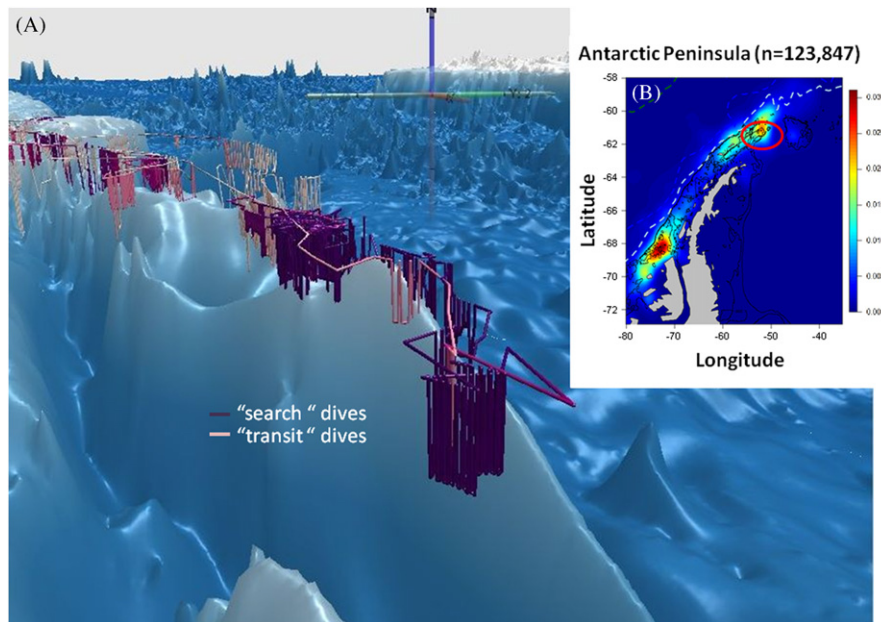 (A)
Antarctic Peninsula (n=123,847)
(B)
-58
-60
-62
-64
-66
-68
-70
-72
Latitude
-80 -70 -60 -50 -40
Longitude
0.03
0.02
0.02
0.01
0.01
0.00
0.00
"search " dives
"transit" dives